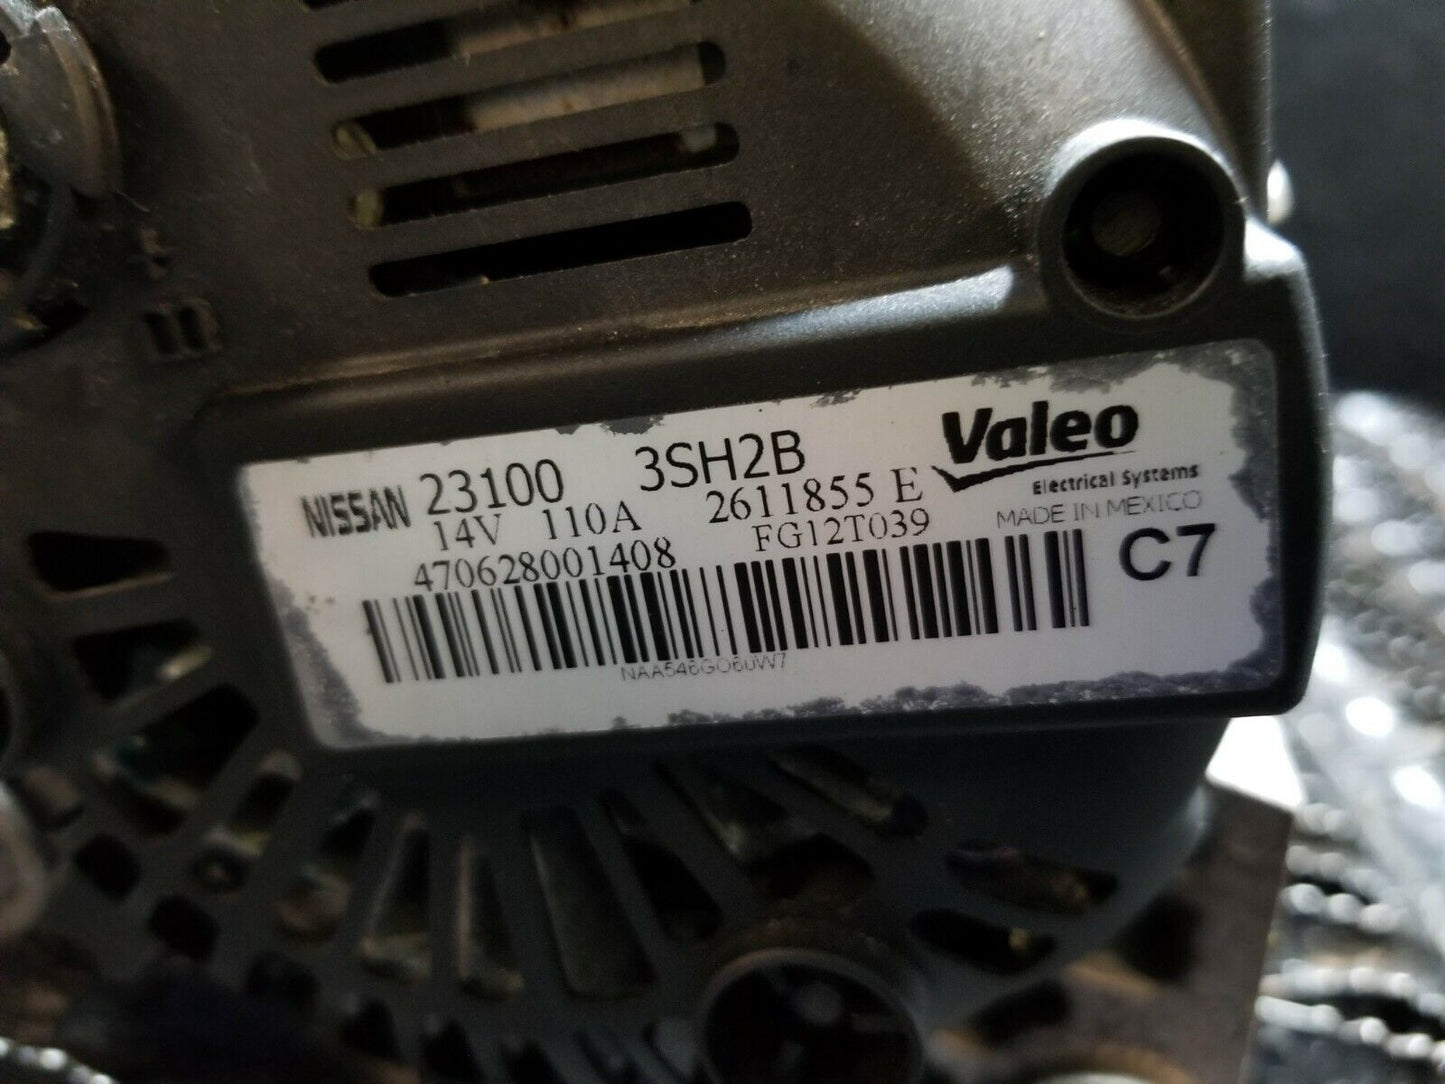 NISSAN 23100 3SH2B Valeo
Electrical Systems
14V 110A 2611855 E
MADE IN MEXICO
470628001408 FG12T039
C7